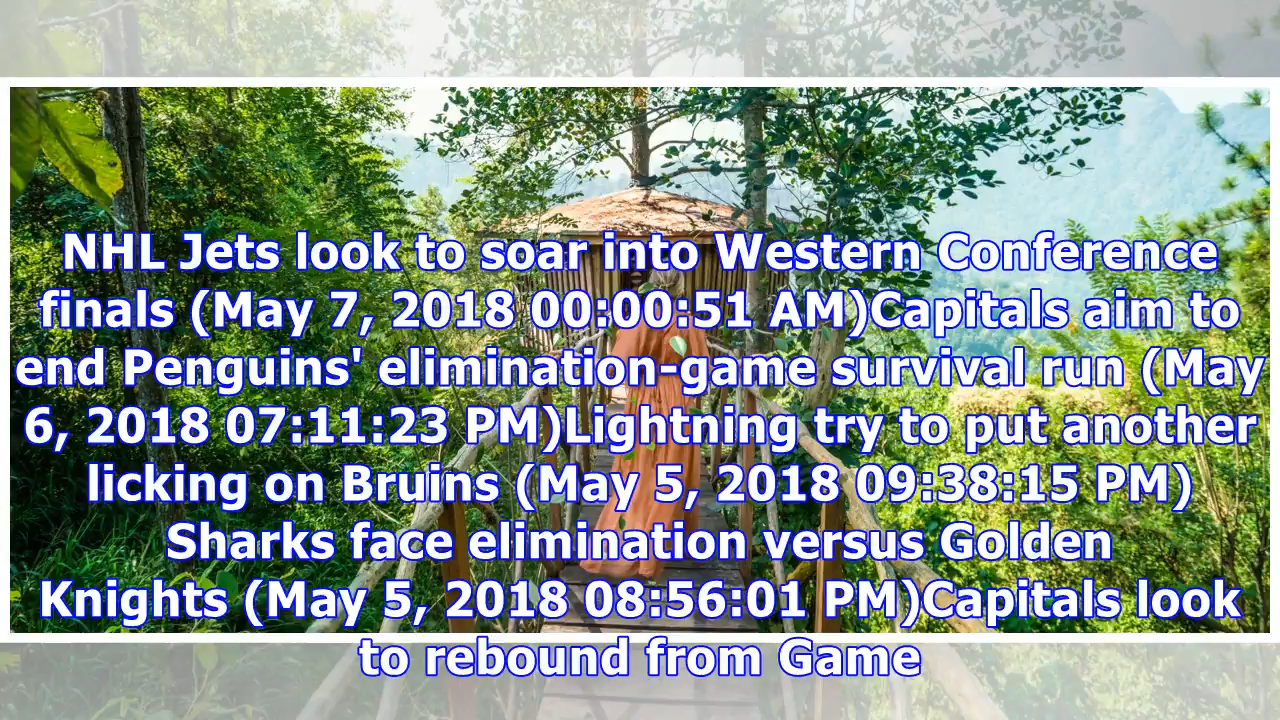 NHL Jets look to soar into Western Conference
finals (May 7, 2018 00:00:51 AM)Capitals aim to
end Penguins' elimination-game survival run (May
6, 2018 07:11:23 PM)Lightning try to put another
licking on Bruins (May 5, 2018 09:38:15 PM)
Sharks face elimination versus Golden
Knights (May 5, 2018 08:56:01 PM)Capitals look
to rebound from Game